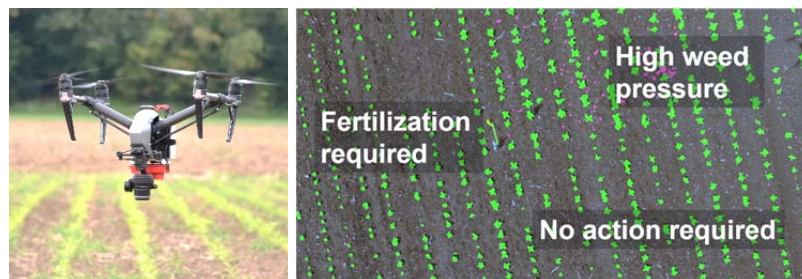 High weed
pressure
Fertilization
required
No action required